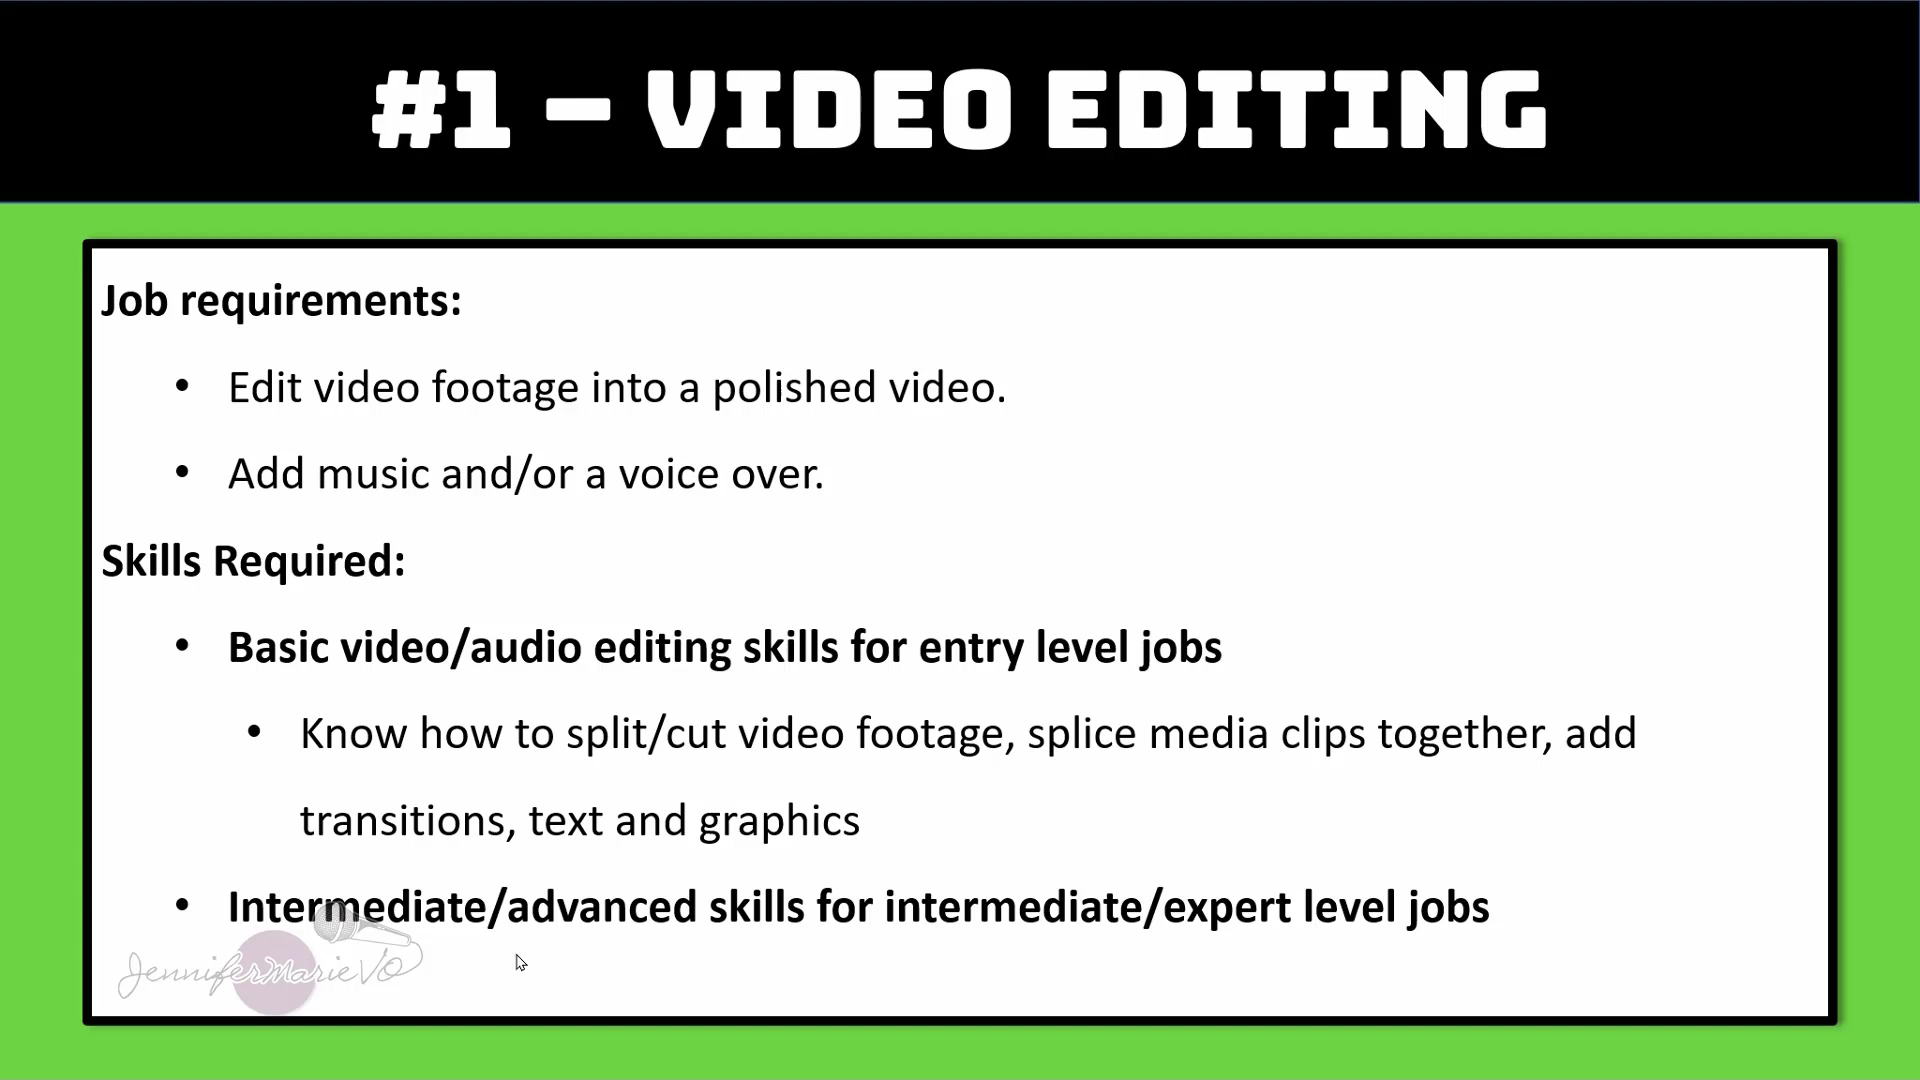 #1 – VIDEO EDITING
Job requirements:
• Edit video footage into a polished video.
• Add music and/or a voice over.
Skills Required:
• Basic video/audio editing skills for entry level jobs
• Know how to split/cut video footage, splice media clips together, add
transitions, text and graphics
• Intermediate/advanced skills for intermediate/expert level jobs
JenniferMarieVO